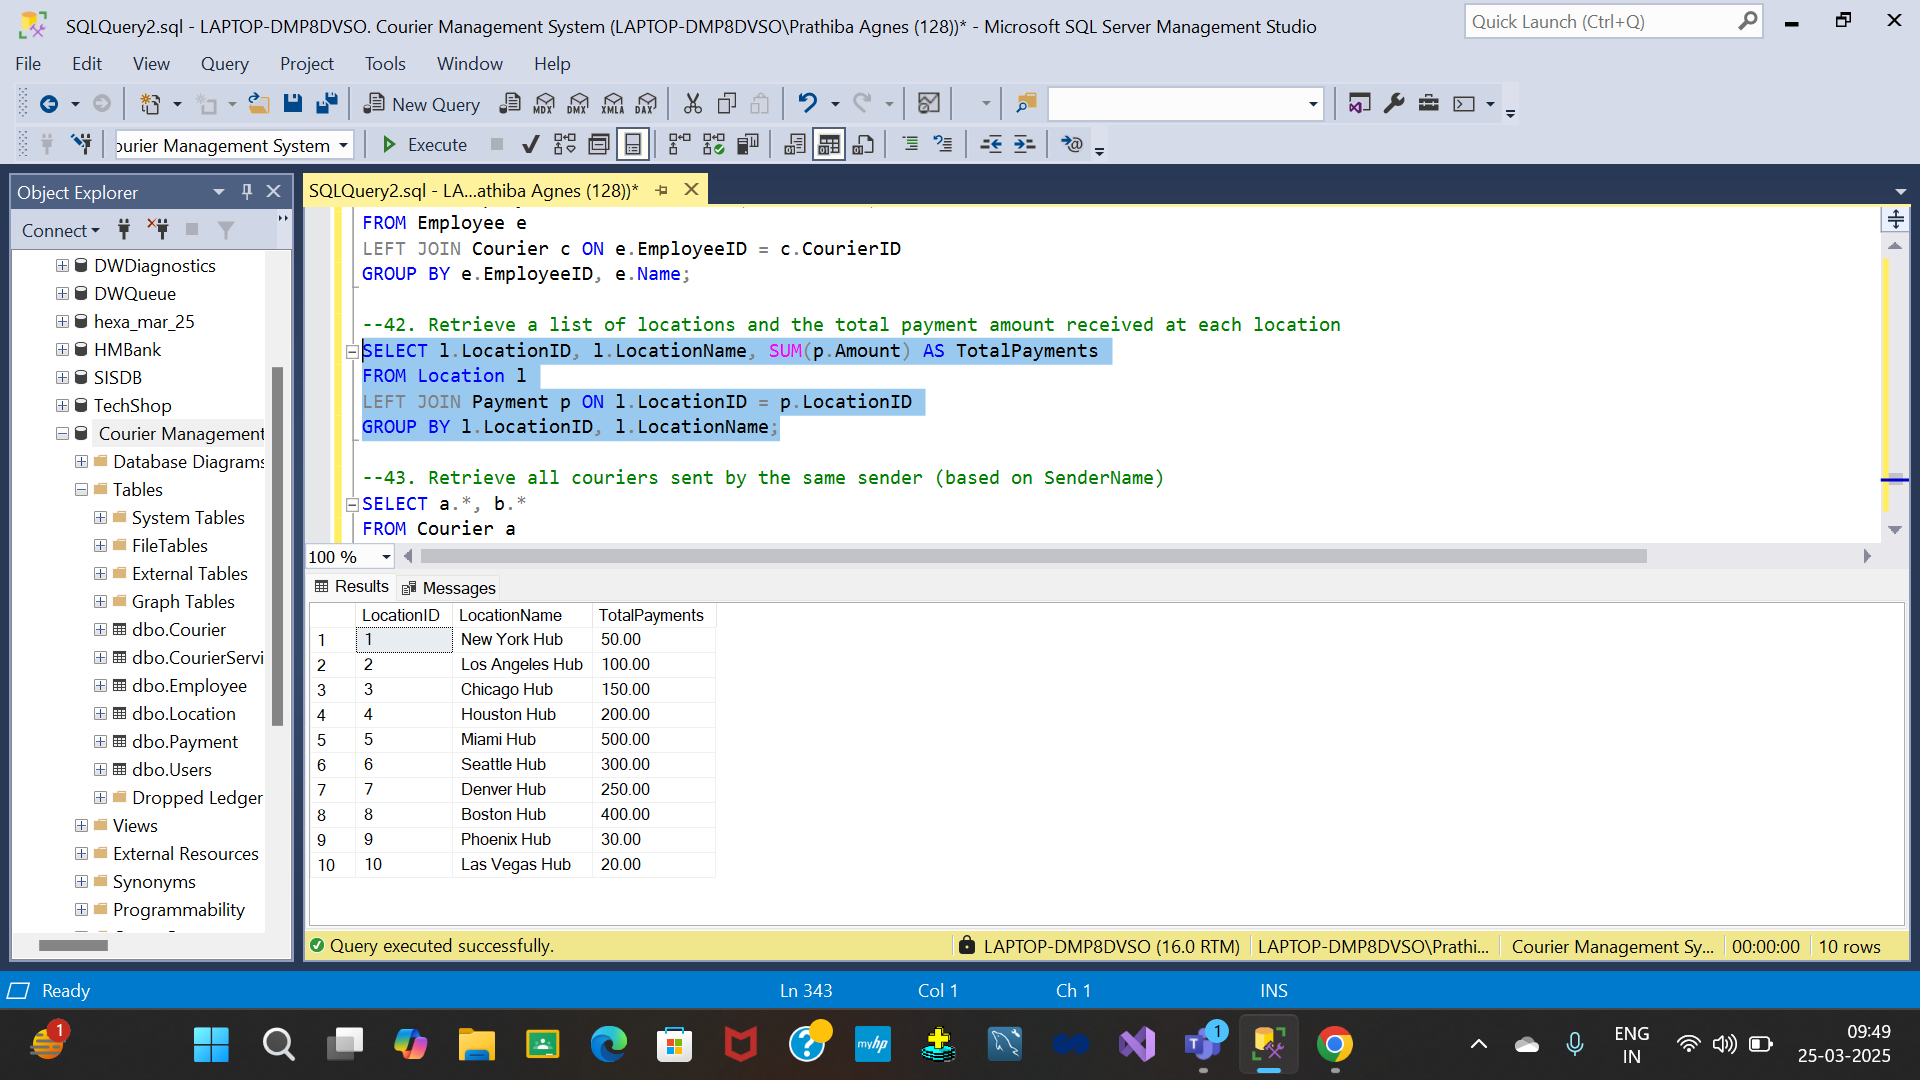 SQLQuery2.sql - LAPTOP-DMP8DVSO. Courier Management System (LAPTOP-DMP8DVSO\Prathiba Agnes (128))* - Microsoft SQL Server Management Studio
Quick Launch (Ctrl+Q)
File Edit View Query Project Tools Window Help
New Query
MDX DMX XMLA DAX
ourier Management System
Execute
Object Explorer
SQLQuery2.sql - LA...athiba Agnes (128))*
Connect
DWDiagnostics
DWQueue
hexa_mar_25
HMBank
SISDB
TechShop
Courier Management
Database Diagrams
Tables
System Tables
FileTables
External Tables
Graph Tables
dbo.Courier
dbo.CourierServi
dbo.Employee
dbo.Location
dbo.Payment
dbo.Users
Dropped Ledger
Views
External Resources
Synonyms
Programmability
FROM Employee e
LEFT JOIN Courier c ON e.EmployeeID = c.CourierID
GROUP BY e.EmployeeID, e.Name;
--42. Retrieve a list of locations and the total payment amount received at each location
SELECT l.LocationID, l.LocationName, SUM(p.Amount) AS TotalPayments
FROM Location l
LEFT JOIN Payment p ON l.LocationID = p.LocationID
GROUP BY l.LocationID, l.LocationName;
--43. Retrieve all couriers sent by the same sender (based on SenderName)
SELECT a.*, b.*
FROM Courier a
100 %
Results Messages
LocationID LocationName TotalPayments
1 1 New York Hub 50.00
2 2 Los Angeles Hub 100.00
3 3 Chicago Hub 150.00
4 4 Houston Hub 200.00
5 5 Miami Hub 500.00
6 6 Seattle Hub 300.00
7 7 Denver Hub 250.00
8 8 Boston Hub 400.00
9 9 Phoenix Hub 30.00
10 10 Las Vegas Hub 20.00
Query executed successfully.
LAPTOP-DMP8DVSO (16.0 RTM) LAPTOP-DMP8DVSO\Prathi... Courier Management Sy... 00:00:00 10 rows
Ready Ln 343 Col 1 Ch 1 INS
1
myhp
1
ENG
IN
09:49
25-03-2025